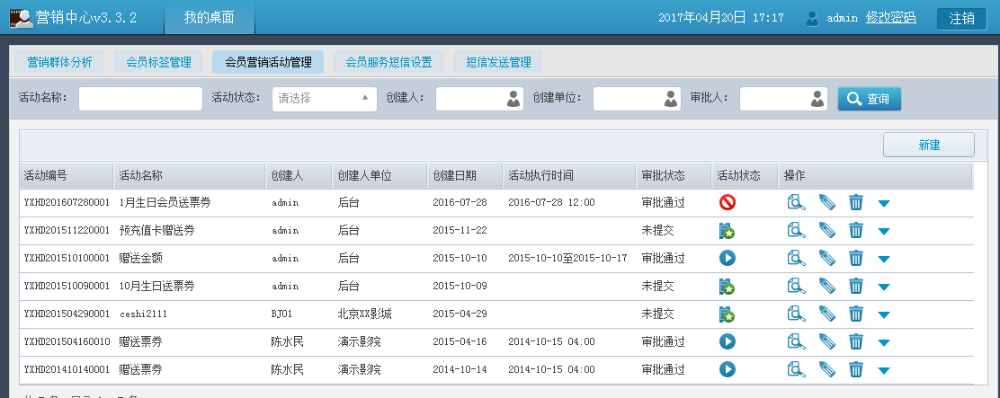 营销中心v3.3.2 我的桌面 2017年04月20日 17:17 admin 修改密码 注销
营销群体分析 会员标签管理 会员营销活动管理 会员服务短信设置 短信发送管理
活动名称: 活动状态: 请选择 创建人: 创建单位: 审批人: 查询
新建
活动编号 活动名称 创建人 创建人单位 创建日期 活动执行时间 审批状态 活动状态 操作
YXHD201607280001 1月生日会员送票券 admin 后台 2016-07-28 2016-07-28 12:00 审批通过
YXHD201511220001 预充值卡赠送券 admin 后台 2015-11-22 未提交
YXHD201510100001 赠送金额 admin 后台 2015-10-10 2015-10-10至2015-10-17 审批通过
YXHD201510090001 10月生日送票券 admin 后台 2015-10-09 未提交
YXHD201504290001 ceshi2111 BJ01 北京XX影城 2015-04-29 未提交
YXHD201504160010 赠送票券 陈水民 演示影院 2015-04-16 2014-10-15 04:00 审批通过
YXHD201410140001 赠送票券 陈水民 演示影院 2014-10-14 2014-10-15 04:00 审批通过